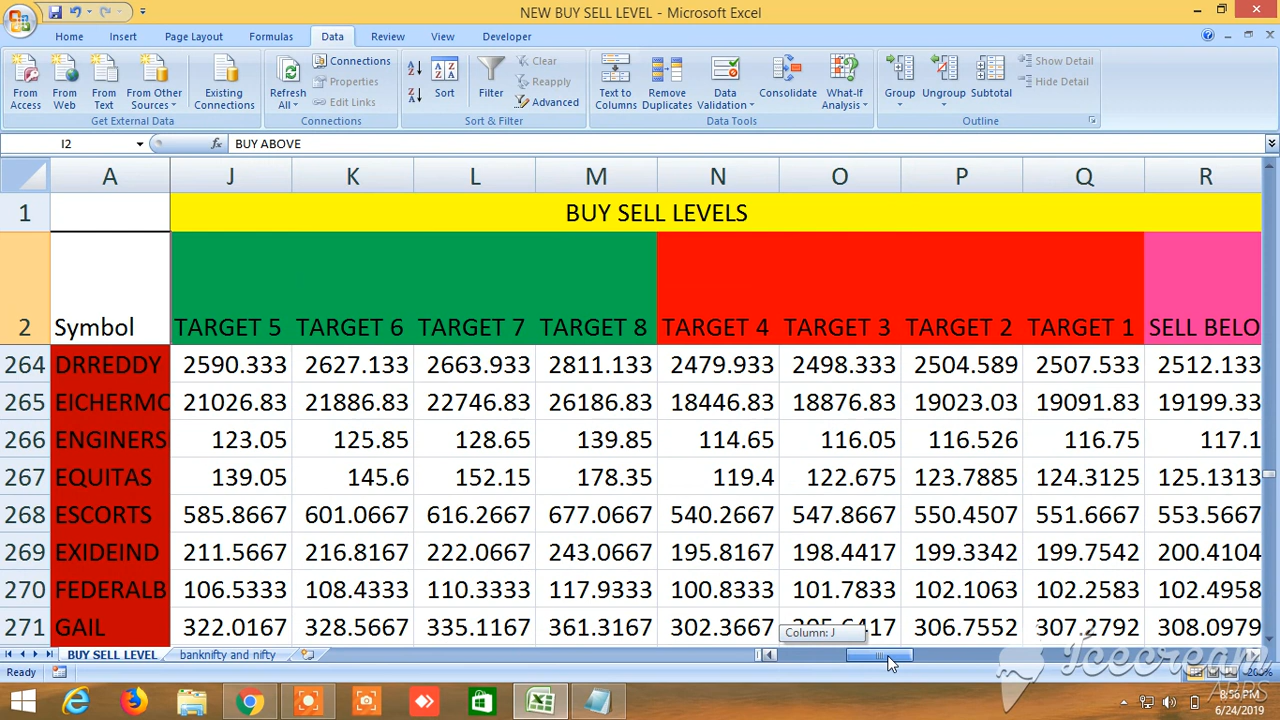 NEW BUY SELL LEVEL - Microsoft Excel
Home Insert Page Layout Formulas Data Review View Developer
From Access
From Web
From Text
From Other Sources
Existing Connections
Get External Data
Refresh All
Connections
Properties
Edit Links
Connections
Sort
Filter
Clear
Reapply
Advanced
Sort & Filter
Text to Columns
Remove Duplicates
Data Validation
Consolidate
What-If Analysis
Data Tools
Group
Ungroup
Subtotal
Show Detail
Hide Detail
Outline
I2 fx BUY ABOVE
A J K L M N O P Q R
1 BUY SELL LEVELS
2 Symbol TARGET 5 TARGET 6 TARGET 7 TARGET 8 TARGET 4 TARGET 3 TARGET 2 TARGET 1 SELL BELO
264 DRREDDY 2590.333 2627.133 2663.933 2811.133 2479.933 2498.333 2504.589 2507.533 2512.133
265 EICHERMO 21026.83 21886.83 22746.83 26186.83 18446.83 18876.83 19023.03 19091.83 19199.33
266 ENGINERS 123.05 125.85 128.65 139.85 114.65 116.05 116.526 116.75 117.1
267 EQUITAS 139.05 145.6 152.15 178.35 119.4 122.675 123.7885 124.3125 125.1313
268 ESCORTS 585.8667 601.0667 616.2667 677.0667 540.2667 547.8667 550.4507 551.6667 553.5667
269 EXIDEIND 211.5667 216.8167 222.0667 243.0667 195.8167 198.4417 199.3342 199.7542 200.4104
270 FEDERALB 106.5333 108.4333 110.3333 117.9333 100.8333 101.7833 102.1063 102.2583 102.4958
271 GAIL 322.0167 328.5667 335.1167 361.3167 302.3667 306.7552 307.2792 308.0979
Column: J
BUY SELL LEVEL banknifty and nifty
Ready 200%
Icecream
APPS
8:56 PM
6/24/2019